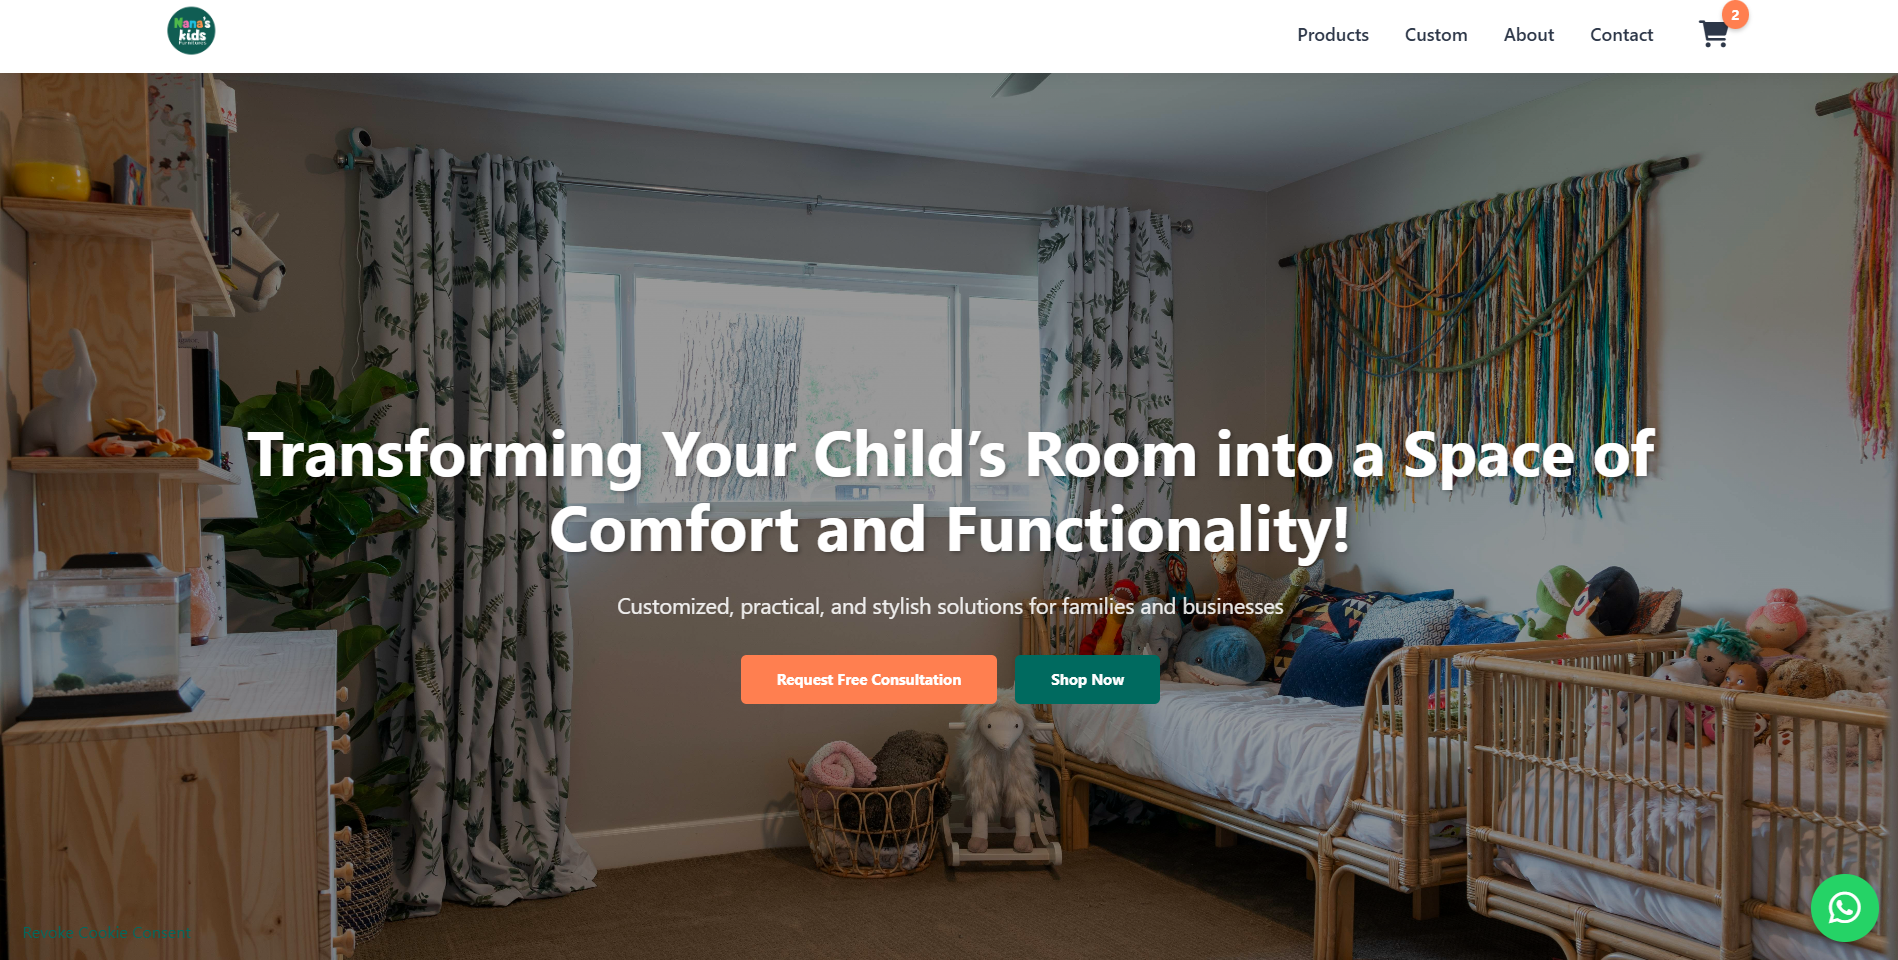 Nana's
kids
Furnitures
Products
Custom
About
Contact
2
Transforming Your Child’s Room into a Space of
Comfort and Functionality!
Customized, practical, and stylish solutions for families and businesses
Request Free Consultation
Shop Now
Revoke Cookie Consent